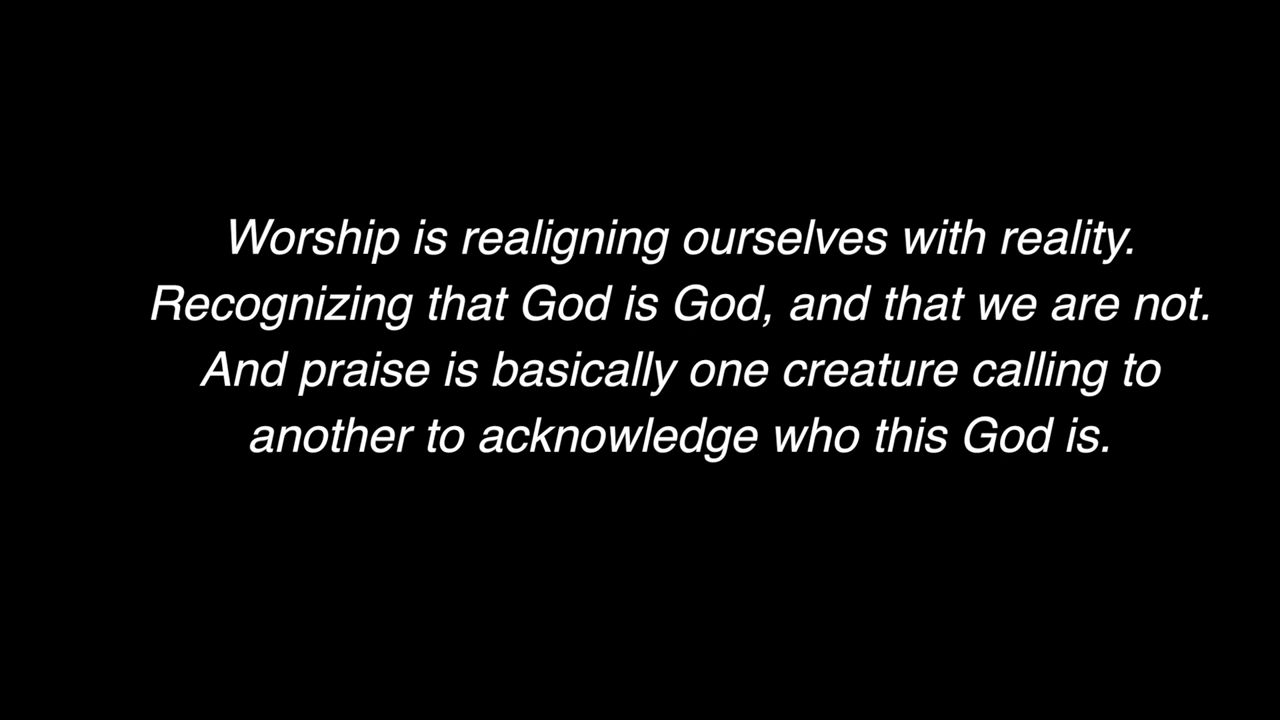 Worship is realigning ourselves with reality.
Recognizing that God is God, and that we are not.
And praise is basically one creature calling to
another to acknowledge who this God is.